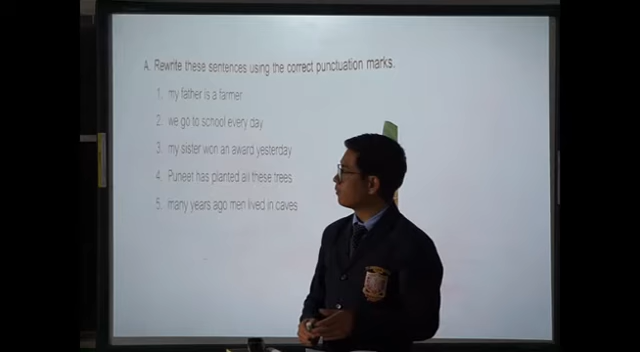 A. Rewrite these sentences using the correct punctuation marks.
1. my father is a farmer
2. we go to school every day
3. my sister won an award yesterday
4. Puneet has planted all these trees
5. many years ago men lived in caves